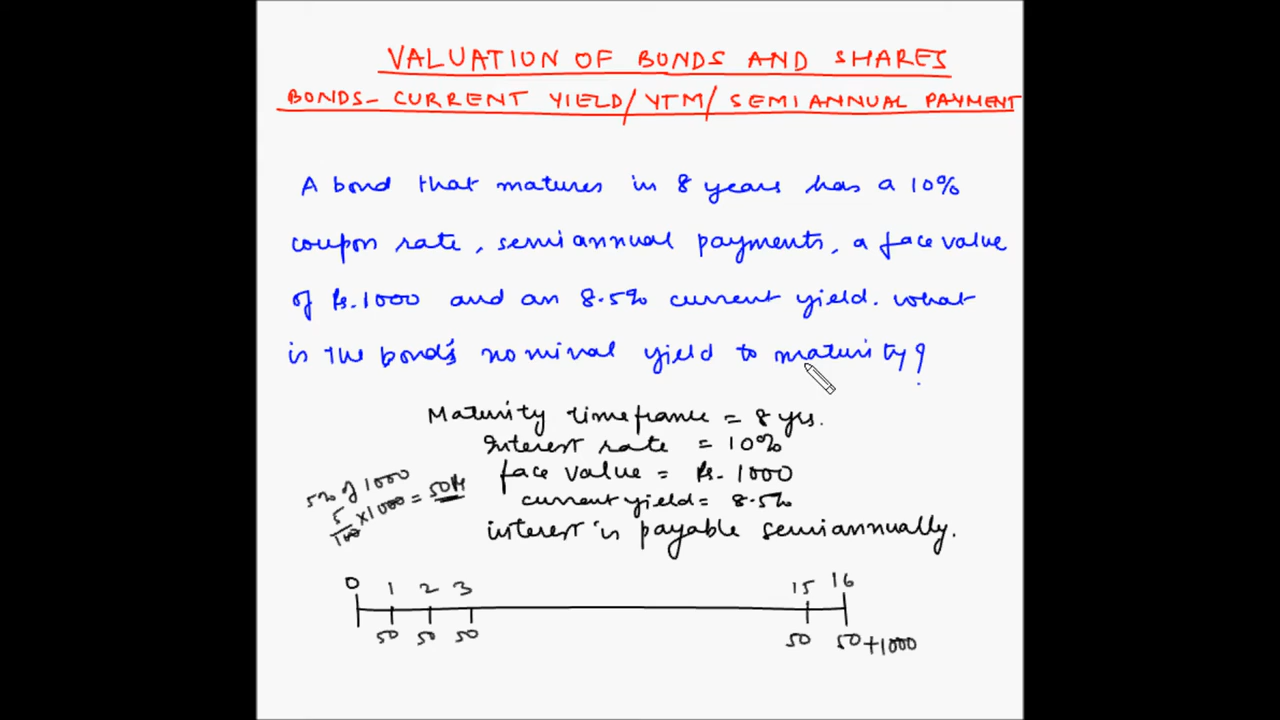 VALUATION OF BONDS AND SHARES
BONDS- CURRENT YIELD/YTM/SEMIANNUAL PAYMENT
A bond that matures in 8 years has a 10%
coupon rate, semiannual payments, a face value
of Rs.1000 and an 8.5% current yield. what
is the bond's nominal yield to maturity?
Maturity timeframe = 8 yrs.
Interest rate = 10%
face value = Rs. 1000
current yield = 8.5%
interest is payable semiannually.
5% of 1000
5/100 x 1000 = 50 Rs
0 1 2 3 15 16
50 50 50 50 50+1000